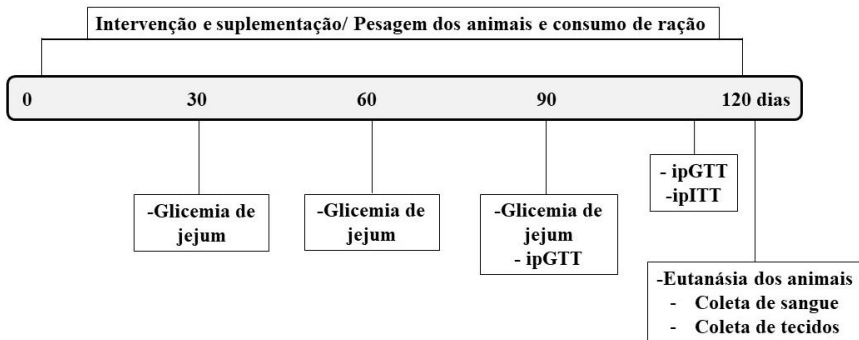 Intervenção e suplementação/ Pesagem dos animais e consumo de ração
0 30 60 90 120 dias
-Glicemia de
jejum
-Glicemia de
jejum
-Glicemia de
jejum
- ipGTT
- ipGTT
-ipITT
-Eutanásia dos animais
- Coleta de sangue
- Coleta de tecidos